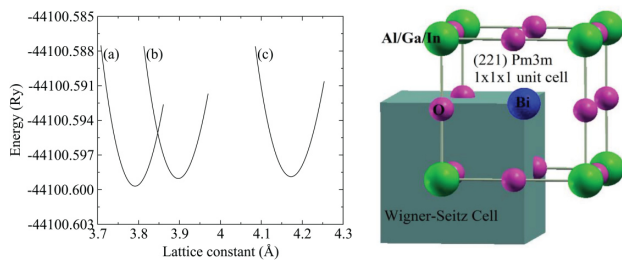 -44100.585
-44100.588
-44100.591
-44100.594
-44100.597
-44100.600
-44100.603
Energy (Ry)
(a) (b) (c)
3.7 3.8 3.9 4.0 4.1 4.2 4.3
Lattice constant (Å)
Al/Ga/In
(221) Pm3m
1x1x1 unit cell
O
Bi
Wigner-Seitz Cell